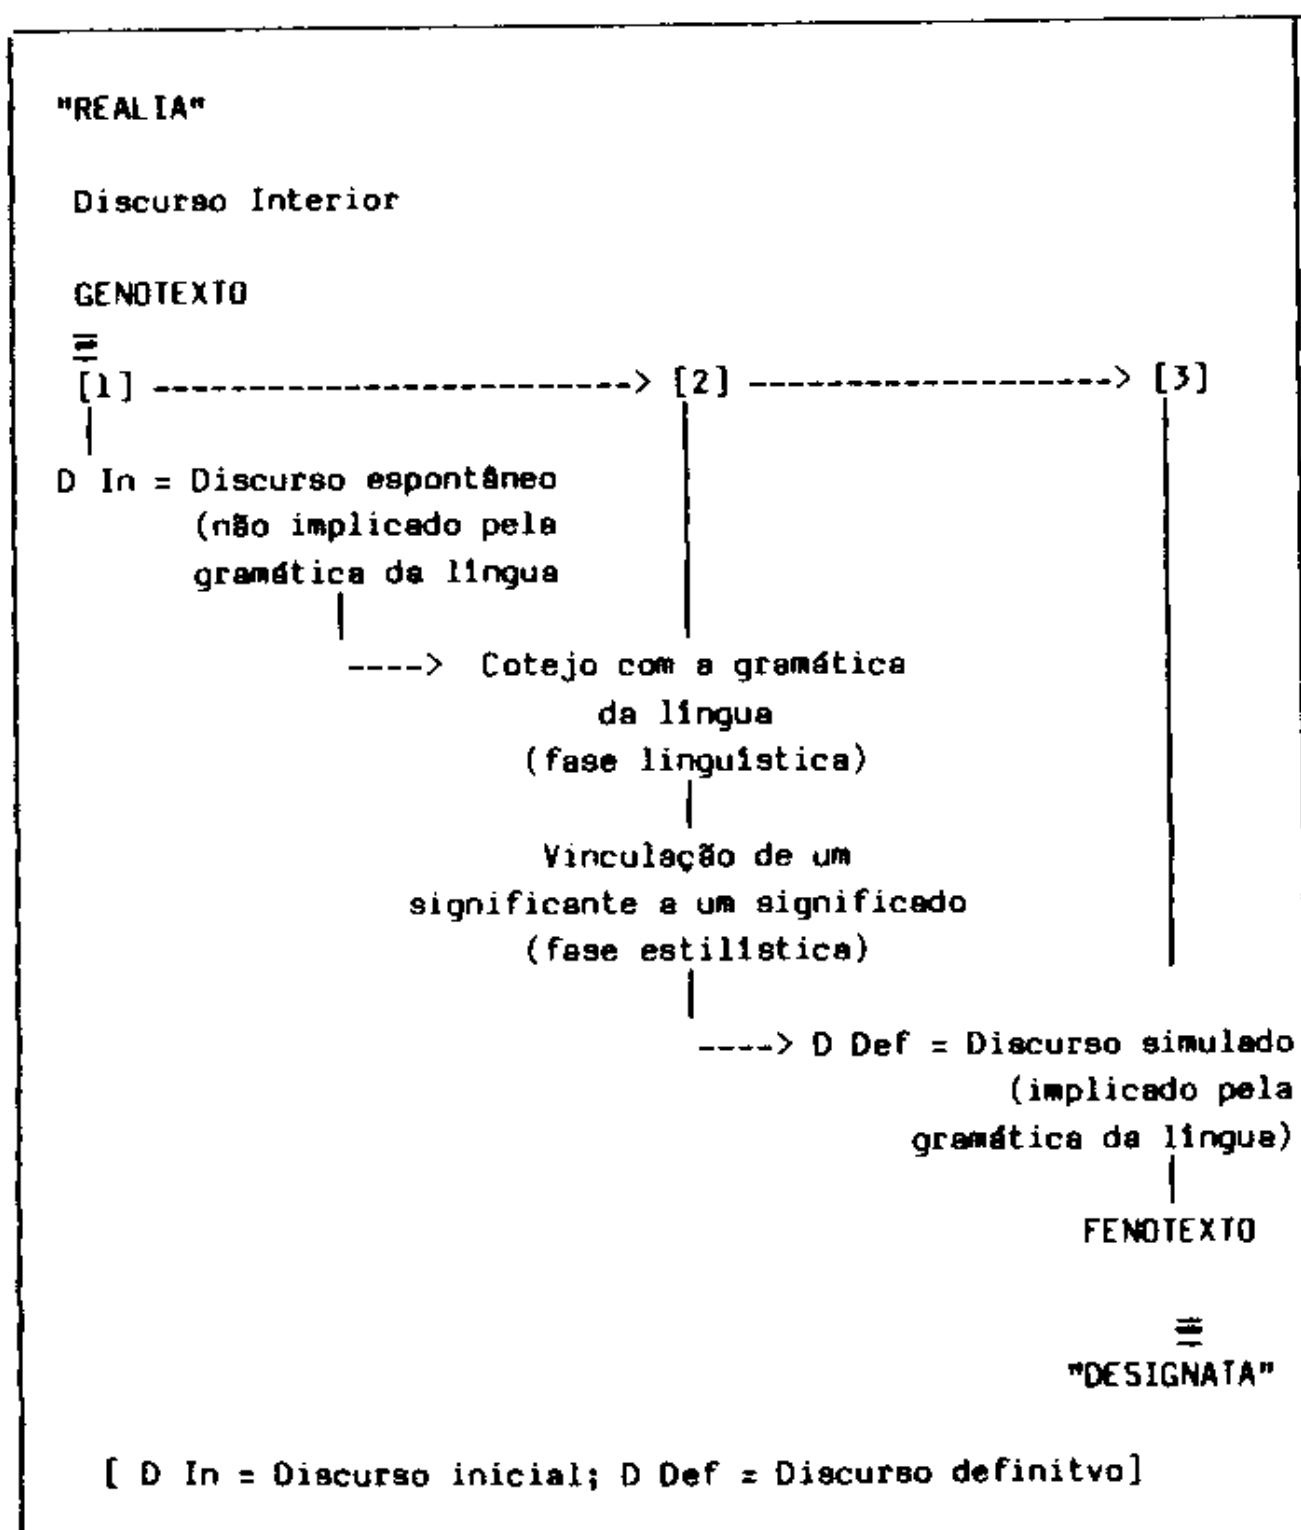 "REALIA"
Discurso Interior
GENOTEXTO
≡
[1] -------------------------> [2] -------------------> [3]
D In = Discurso espontâneo
(não implicado pela
gramática da língua
----> Cotejo com a gramática
da língua
(fase linguística)
Vinculação de um
significante a um significado
(fase estilística)
----> D Def = Discurso simulado
(implicado pela
gramática da língua)
FENOTEXTO
≡
"DESIGNATA"
[ D In = Discurso inicial; D Def = Discurso definitvo]